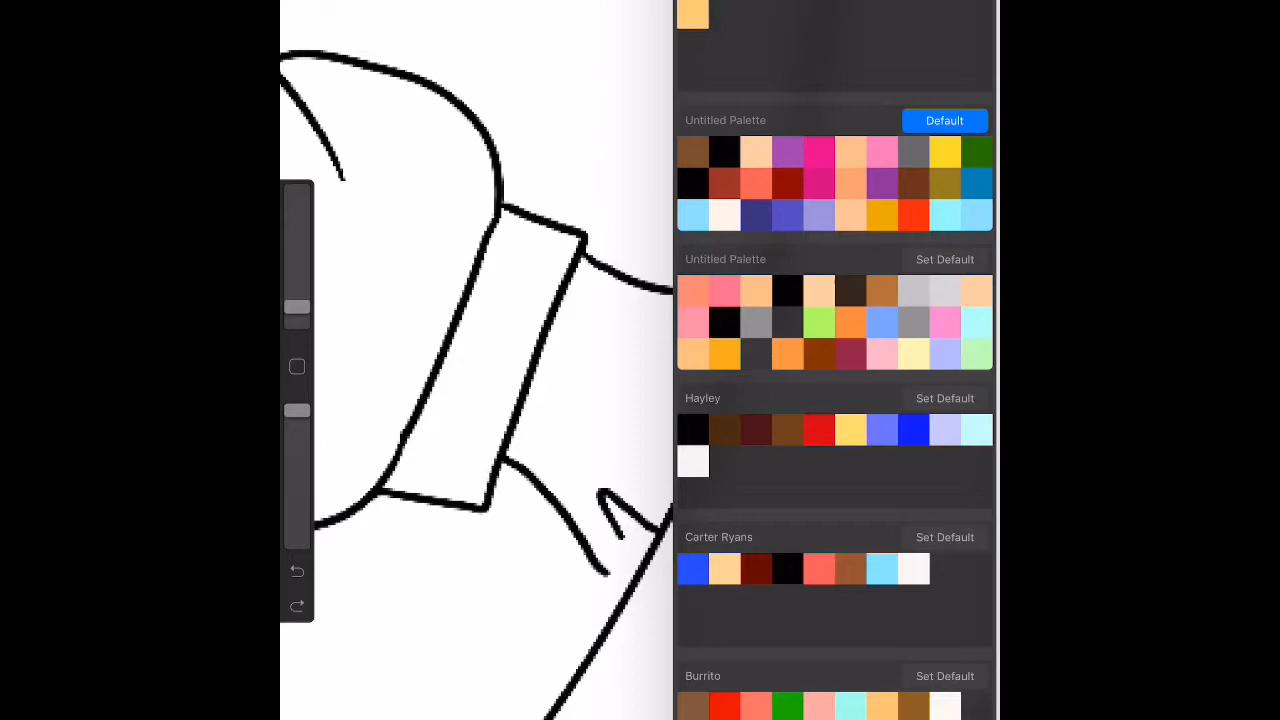 Untitled Palette Default
Untitled Palette Set Default
Hayley Set Default
Carter Ryans Set Default
Burrito Set Default